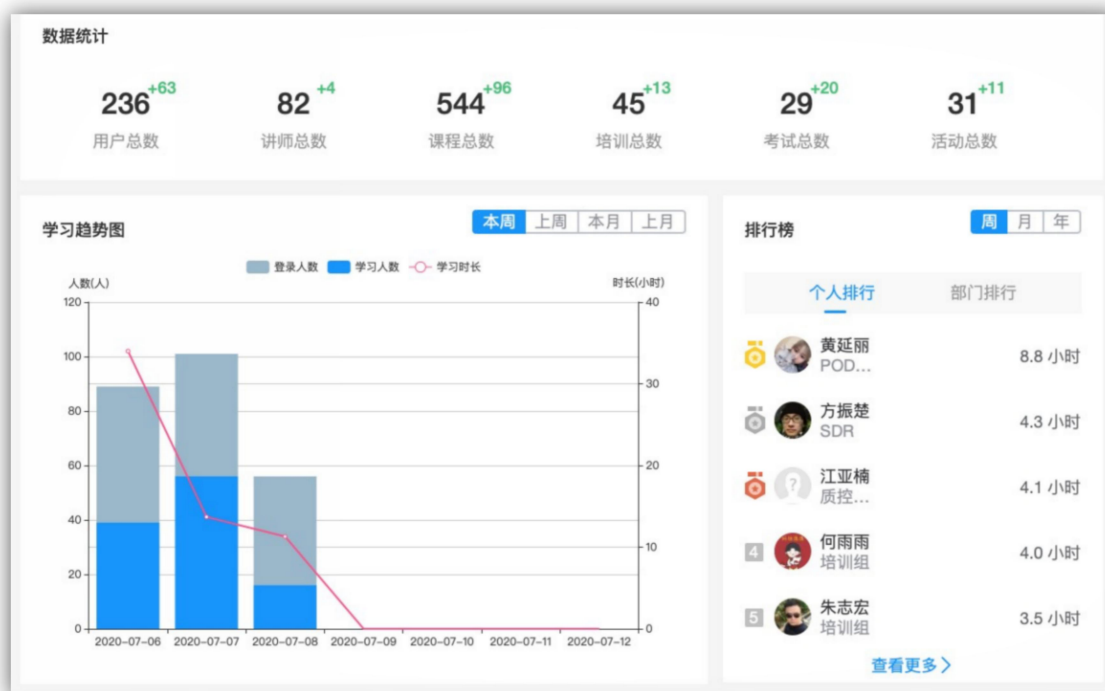 数据统计
236 +63
82 +4
544 +96
45 +13
29 +20
31 +11
用户总数
讲师总数
课程总数
培训总数
考试总数
活动总数
学习趋势图
本周 上周 本月 上月
登录人数 学习人数 学习时长
人数(人)
时长(小时)
120
100
80
60
40
20
0
40
30
20
10
0
2020-07-06 2020-07-07 2020-07-08 2020-07-09 2020-07-10 2020-07-11 2020-07-12
排行榜
周 月 年
个人排行 部门排行
黄延丽
POD...
8.8 小时
方振楚
SDR
4.3 小时
?
江亚楠
质控...
4.1 小时
4
何雨雨
培训组
4.0 小时
5
朱志宏
培训组
3.5 小时
查看更多